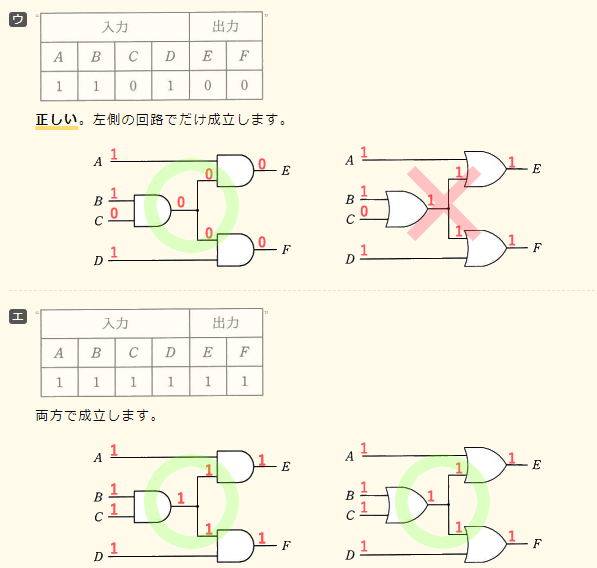 ウ
“ 入力 出力 ”
A B C D E F
1 1 0 1 0 0
正しい。左側の回路でだけ成立します。
A 1 0 E A 1 1 E
0 1
B 1 0 B 1 1
C 0 C 0
0 1
D 1 0 F D 1 1 F
エ
“ 入力 出力 ”
A B C D E F
1 1 1 1 1 1
両方で成立します。
A 1 1 E A 1 1 E
1 1
B 1 1 B 1 1
C 1 C 1
1 1
D 1 1 F D 1 1 F